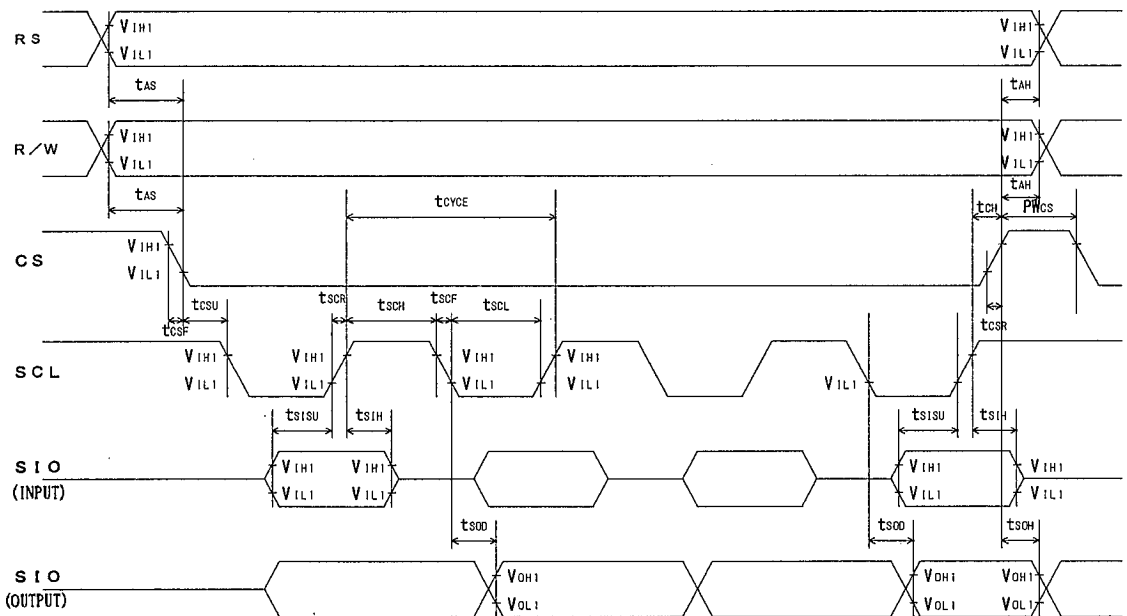 RS VIH1 VIH1
VIL1 VIL1
tAS tAH
R/W VIH1 VIH1
VIL1 VIL1
tAS tCYCE tCH tAH PWCS
CS VIH1
VIL1
tCSF tCSU tSCR tSCH tSCF tSCL tCSR
SCL VIH1 VIH1 VIH1 VIH1
VIL1 VIL1 VIL1 VIL1
tSISU tSIH tSISU tSIH
SIO VIH1 VIH1 VIH1 VIH1
(INPUT) VIL1 VIL1 VIL1 VIL1
tSOD tSOD tSOH
SIO VOH1 VOH1 VOH1
(OUTPUT) VOL1 VOL1 VOL1